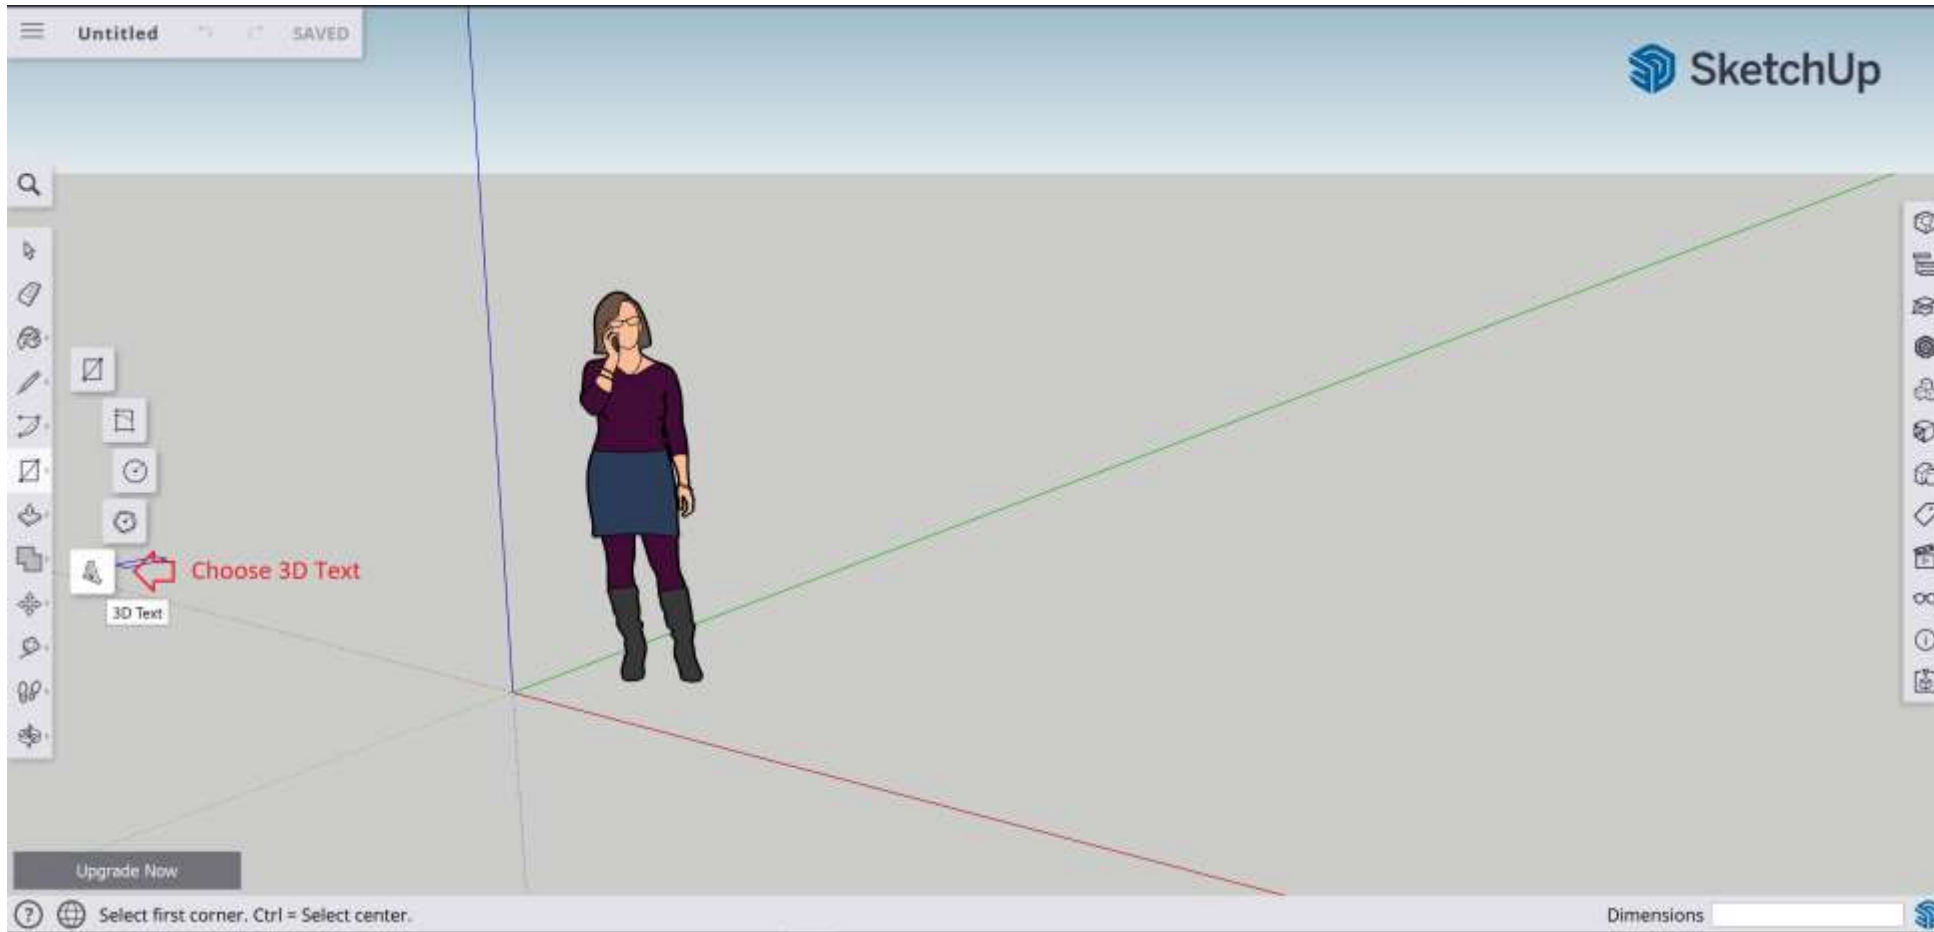 Untitled SAVED
SketchUp
Choose 3D Text
3D Text
Upgrade Now
Select first corner. Ctrl = Select center.
Dimensions